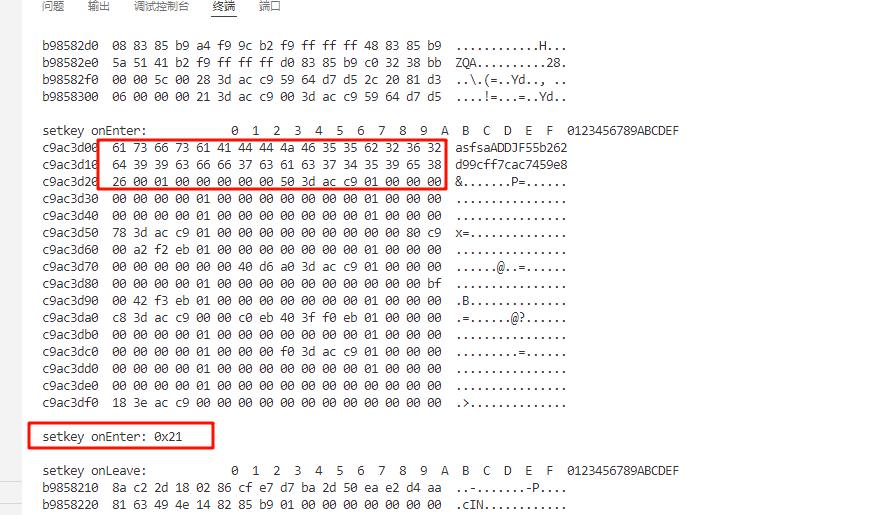 问题 输出 调试控制台 终端 端口
b98582d0  08 83 85 b9 a4 f9 9c b2 f9 ff ff ff 48 83 85 b9  ............H...
b98582e0  5a 51 41 b2 f9 ff ff ff d0 83 85 b9 c0 32 38 bb  ZQA..........28.
b98582f0  00 00 5c 00 28 3d ac c9 59 64 d7 d5 2c 20 81 d3  ..\.(=..Yd.., ..
b9858300  06 00 00 00 21 3d ac c9 00 3d ac c9 59 64 d7 d5  ....!=...=..Yd..
setkey onEnter:           0  1  2  3  4  5  6  7  8  9  A  B  C  D  E  F  0123456789ABCDEF
c9ac3d00  61 73 66 73 61 41 44 44 4a 46 35 35 62 32 36 32  asfsaADDJF55b262
c9ac3d10  64 39 39 63 66 66 37 63 61 63 37 34 35 39 65 38  d99cff7cac7459e8
c9ac3d20  26 00 01 00 00 00 00 00 50 3d ac c9 01 00 00 00  &.......P=......
c9ac3d30  00 00 00 00 01 00 00 00 00 00 00 00 01 00 00 00  ................
c9ac3d40  00 00 00 00 01 00 00 00 00 00 00 00 01 00 00 00  ................
c9ac3d50  78 3d ac c9 01 00 00 00 00 00 00 00 00 00 80 c9  x=..............
c9ac3d60  00 a2 f2 eb 01 00 00 00 00 00 00 00 01 00 00 00  ................
c9ac3d70  00 00 00 00 00 00 40 d6 a0 3d ac c9 01 00 00 00  ......@..=......
c9ac3d80  00 00 00 00 01 00 00 00 00 00 00 00 00 00 00 bf  ................
c9ac3d90  00 42 f3 eb 01 00 00 00 00 00 00 00 01 00 00 00  .B..............
c9ac3da0  c8 3d ac c9 00 00 c0 eb 40 3f f0 eb 01 00 00 00  .=......@?......
c9ac3db0  00 00 00 00 01 00 00 00 00 00 00 00 01 00 00 00  ................
c9ac3dc0  00 00 00 00 01 00 00 00 f0 3d ac c9 01 00 00 00  .........=......
c9ac3dd0  00 00 00 00 01 00 00 00 00 00 00 00 01 00 00 00  ................
c9ac3de0  00 00 00 00 01 00 00 00 00 00 00 00 00 00 00 00  ................
c9ac3df0  18 3e ac c9 00 00 00 00 00 00 00 00 00 00 00 00  .>..............
setkey onEnter: 0x21
setkey onLeave:           0  1  2  3  4  5  6  7  8  9  A  B  C  D  E  F  0123456789ABCDEF
b9858210  8a c2 2d 18 02 86 cf e7 d7 ba 2d 50 ea e2 d4 aa  ..-.......-P....
b9858220  81 63 49 4e 14 82 85 b9 01 00 00 00 00 00 00 00  .cIN............